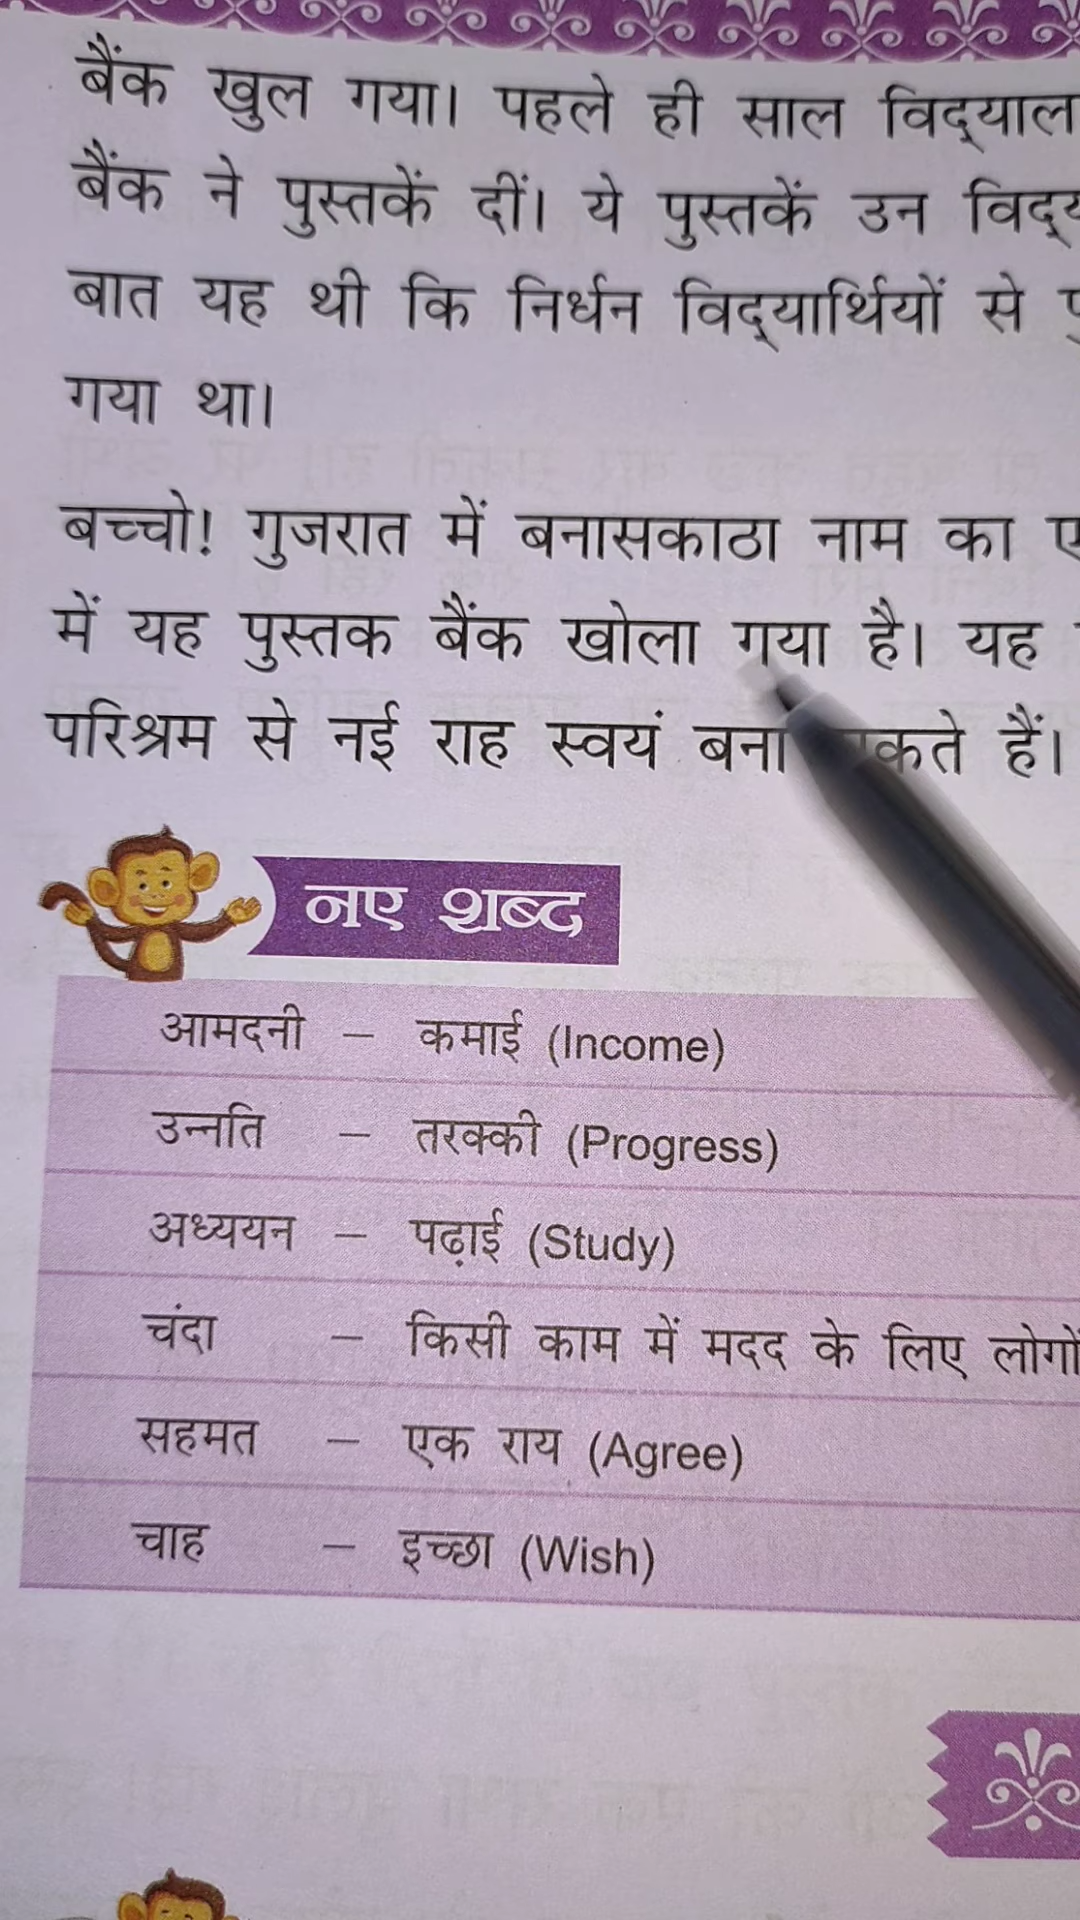 बैंक खुल गया। पहले ही साल
बैंक ने पुस्तकें दीं। ये पुस्तकें उन
बात यह थी कि निर्धन विद्‌यार्थियों से
गया था।
बच्चो! गुजरात में बनासकाठा नाम का
में यह पुस्तक बैंक खोला गया है। यह
परिश्रम से नई राह स्वयं बना हैं।
नए शब्द
आमदनी – कमाई (Income)
उन्नति – तरक्की (Progress)
अध्ययन – पढ़ाई (Study)
चंदा – किसी काम में मदद के लिए लोगों
सहमत – एक राय (Agree)
चाह – इच्छा (Wish)